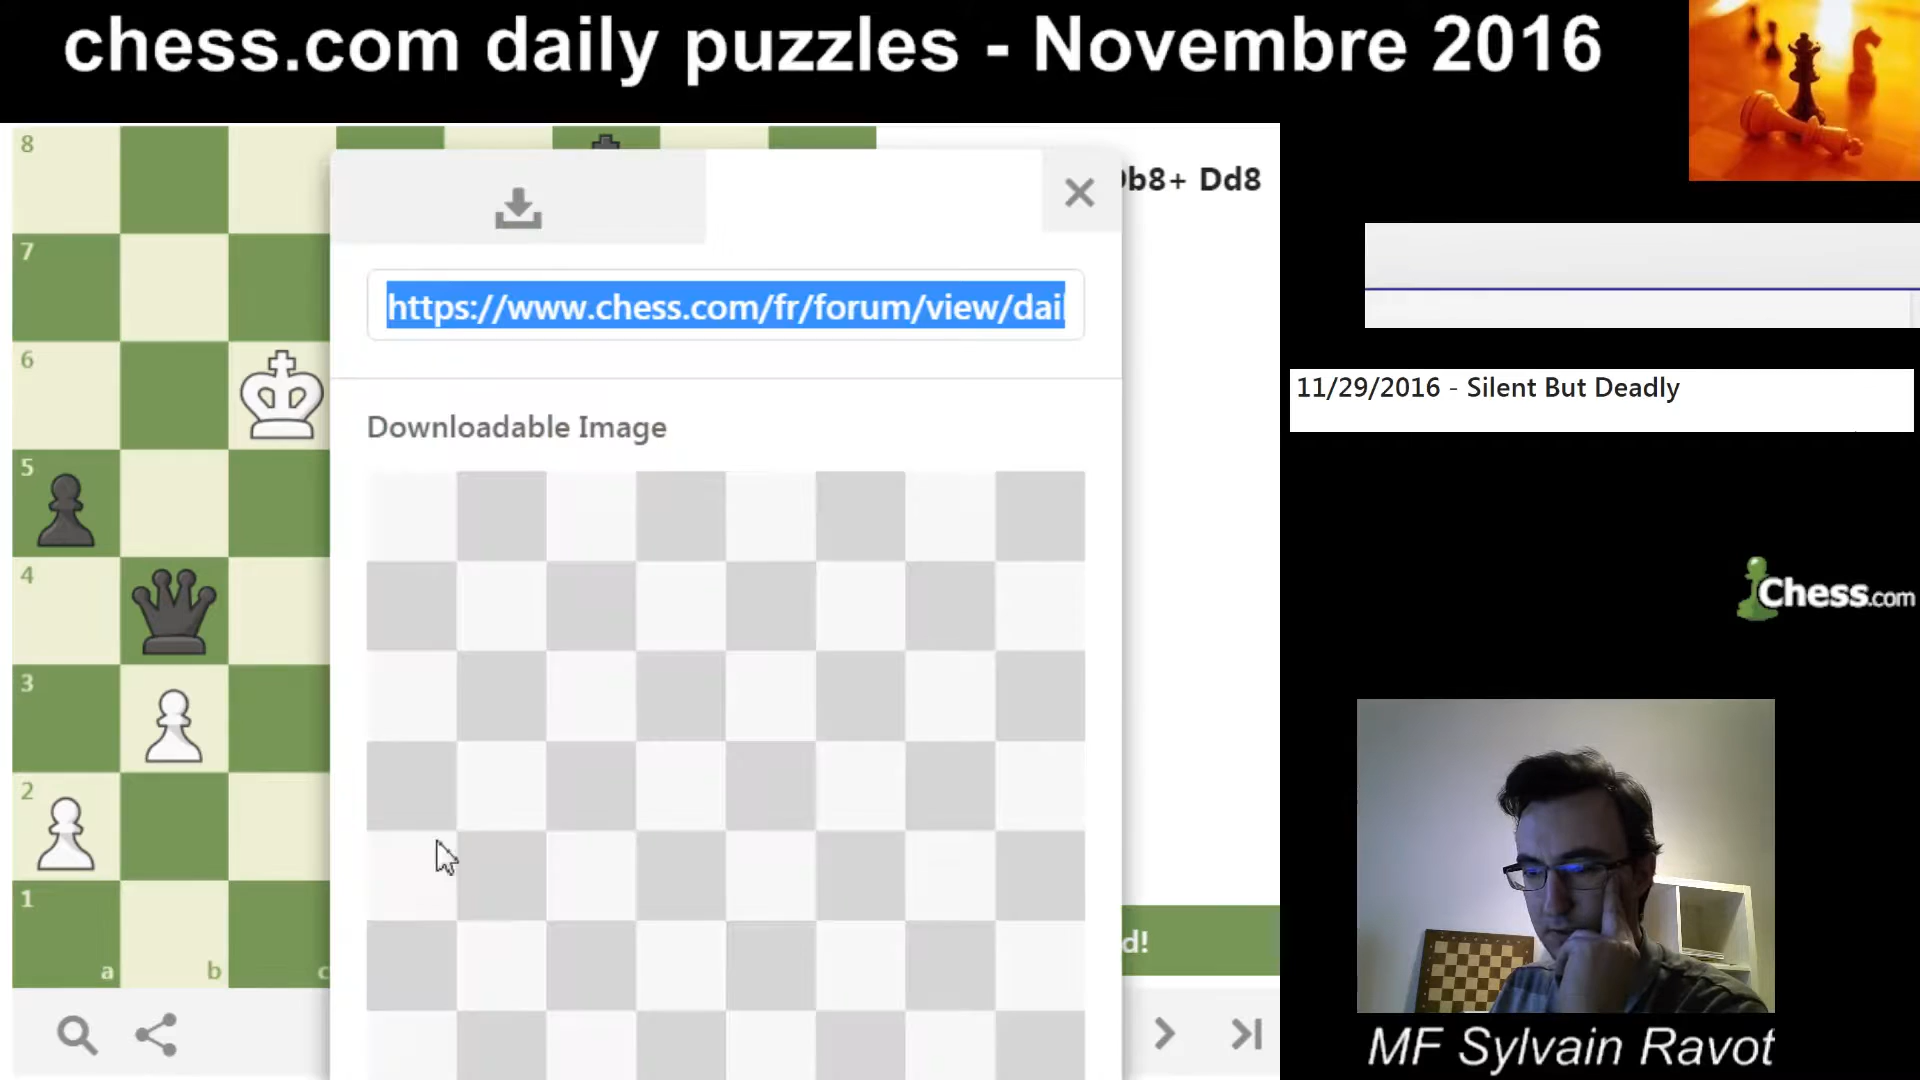 chess.com daily puzzles - Novembre 2016
8
b8+ Dd8
7
https://www.chess.com/fr/forum/view/dai
6
11/29/2016 - Silent But Deadly
Downloadable Image
5
4
Chess.com
3
2
1
d!
a
b
c
MF Sylvain Ravot